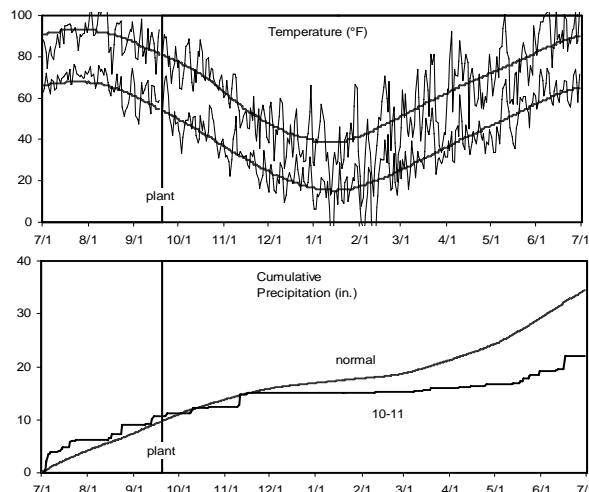 100
Temperature (°F)
80
60
40
20
plant
0
7/1 8/1 9/1 10/1 11/1 12/1 1/1 2/1 3/1 4/1 5/1 6/1 7/1
40
Cumulative
Precipitation (in.)
30
normal
20
10-11
10
plant
0
7/1 8/1 9/1 10/1 11/1 12/1 1/1 2/1 3/1 4/1 5/1 6/1 7/